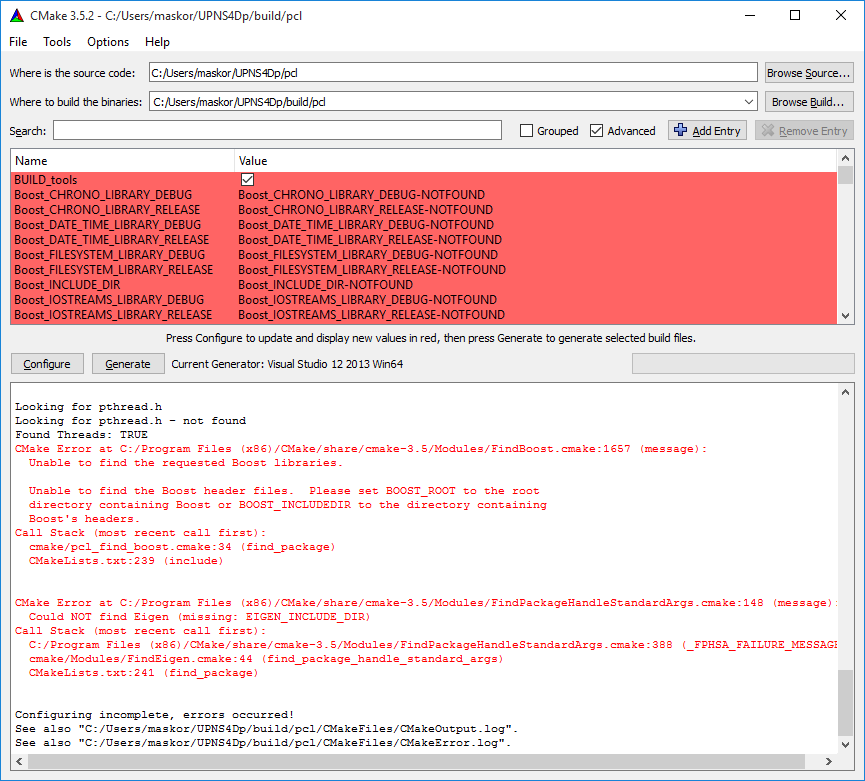 CMake 3.5.2 - C:/Users/maskor/UPNS4Dp/build/pcl
File Tools Options Help
Where is the source code: C:/Users/maskor/UPNS4Dp/pcl Browse Source...
Where to build the binaries: C:/Users/maskor/UPNS4Dp/build/pcl Browse Build...
Search: Grouped Advanced Add Entry Remove Entry
Name Value
BUILD_tools
Boost_CHRONO_LIBRARY_DEBUG Boost_CHRONO_LIBRARY_DEBUG-NOTFOUND
Boost_CHRONO_LIBRARY_RELEASE Boost_CHRONO_LIBRARY_RELEASE-NOTFOUND
Boost_DATE_TIME_LIBRARY_DEBUG Boost_DATE_TIME_LIBRARY_DEBUG-NOTFOUND
Boost_DATE_TIME_LIBRARY_RELEASE Boost_DATE_TIME_LIBRARY_RELEASE-NOTFOUND
Boost_FILESYSTEM_LIBRARY_DEBUG Boost_FILESYSTEM_LIBRARY_DEBUG-NOTFOUND
Boost_FILESYSTEM_LIBRARY_RELEASE Boost_FILESYSTEM_LIBRARY_RELEASE-NOTFOUND
Boost_INCLUDE_DIR Boost_INCLUDE_DIR-NOTFOUND
Boost_IOSTREAMS_LIBRARY_DEBUG Boost_IOSTREAMS_LIBRARY_DEBUG-NOTFOUND
Boost_IOSTREAMS_LIBRARY_RELEASE Boost_IOSTREAMS_LIBRARY_RELEASE-NOTFOUND
Press Configure to update and display new values in red, then press Generate to generate selected build files.
Configure Generate Current Generator: Visual Studio 12 2013 Win64
Looking for pthread.h
Looking for pthread.h - not found
Found Threads: TRUE
CMake Error at C:/Program Files (x86)/CMake/share/cmake-3.5/Modules/FindBoost.cmake:1657 (message):
Unable to find the requested Boost libraries.
Unable to find the Boost header files.  Please set BOOST_ROOT to the root
directory containing Boost or BOOST_INCLUDEDIR to the directory containing
Boost's headers.
Call Stack (most recent call first):
cmake/pcl_find_boost.cmake:34 (find_package)
CMakeLists.txt:239 (include)
CMake Error at C:/Program Files (x86)/CMake/share/cmake-3.5/Modules/FindPackageHandleStandardArgs.cmake:148 (message):
Could NOT find Eigen (missing: EIGEN_INCLUDE_DIR)
Call Stack (most recent call first):
C:/Program Files (x86)/CMake/share/cmake-3.5/Modules/FindPackageHandleStandardArgs.cmake:388 (_FPHSA_FAILURE_MESSAGE
cmake/Modules/FindEigen.cmake:44 (find_package_handle_standard_args)
CMakeLists.txt:241 (find_package)
Configuring incomplete, errors occurred!
See also "C:/Users/maskor/UPNS4Dp/build/pcl/CMakeFiles/CMakeOutput.log".
See also "C:/Users/maskor/UPNS4Dp/build/pcl/CMakeFiles/CMakeError.log".